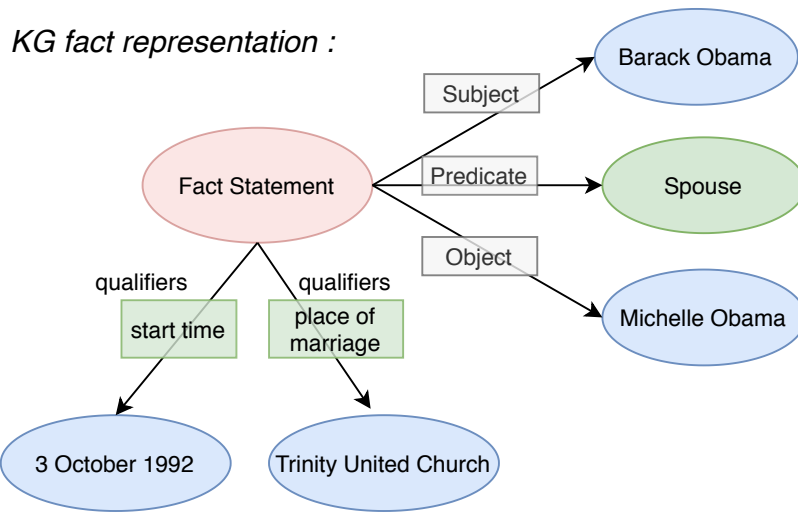 KG fact representation :
Barack Obama
Subject
Fact Statement
Predicate
Spouse
Object
qualifiers
qualifiers
start time
place of
marriage
Michelle Obama
3 October 1992
Trinity United Church